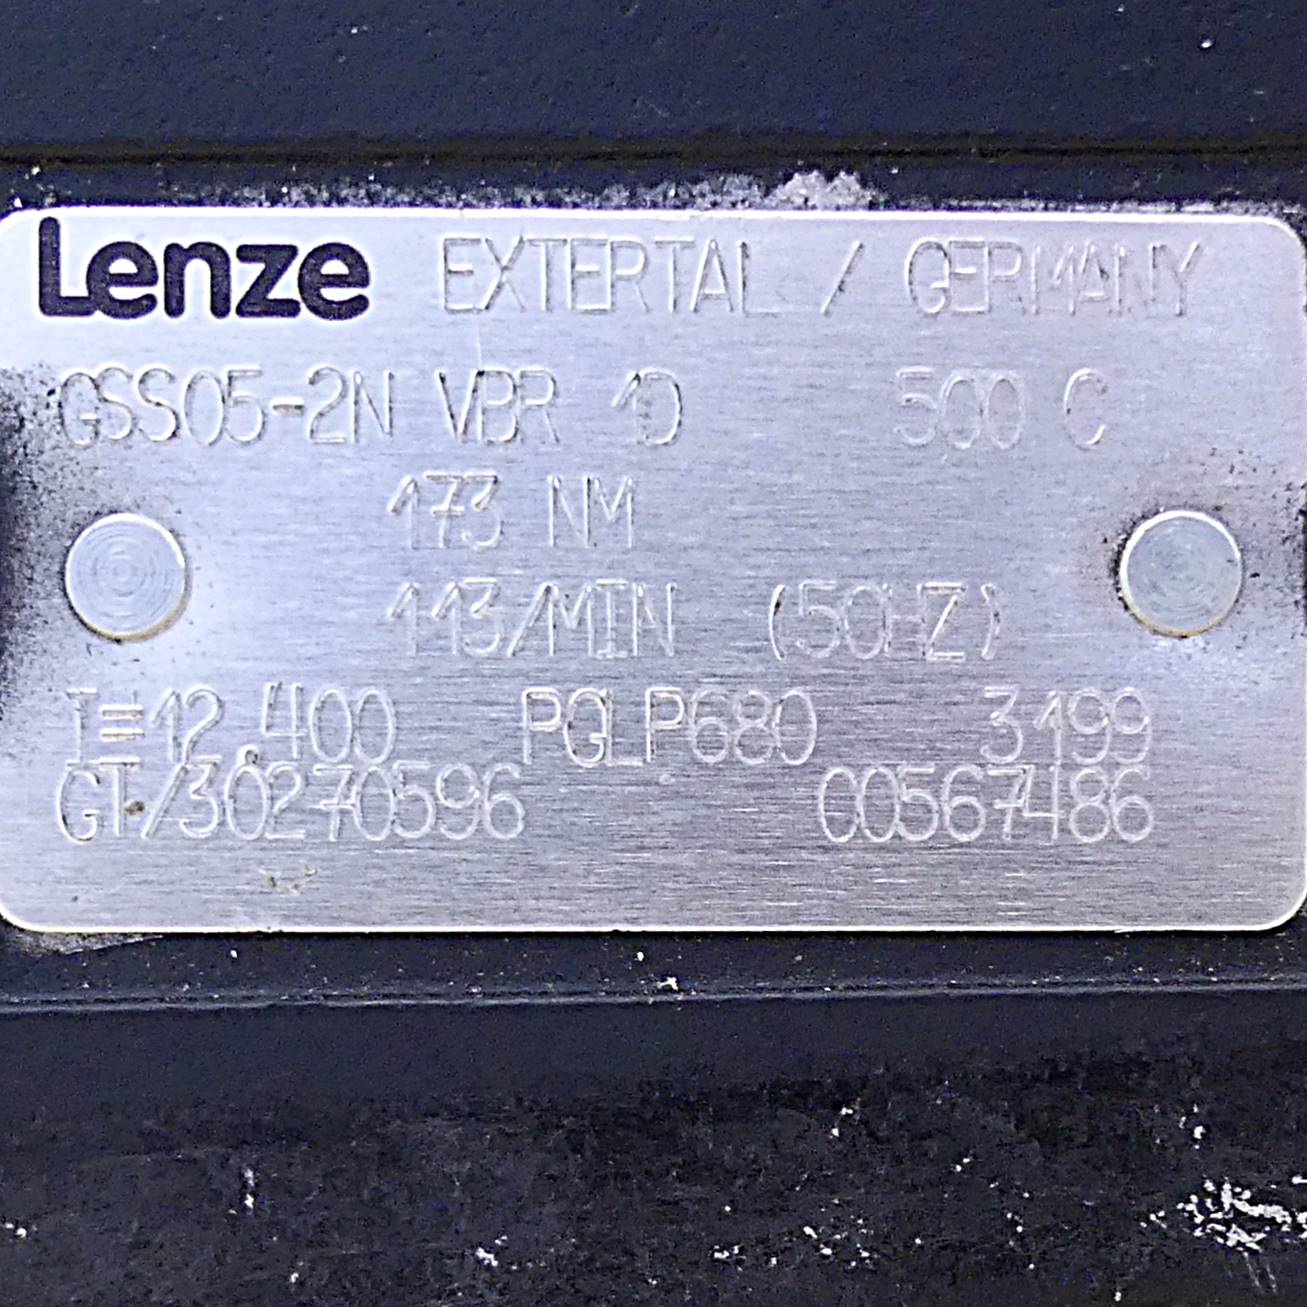 Lenze EXTERTAL / GERMANY
GSS05-2N VBR 1D 500 C
173 NM
113/MIN (50HZ)
I=12.400 PGLP680 3199
GT/30270596 00567486